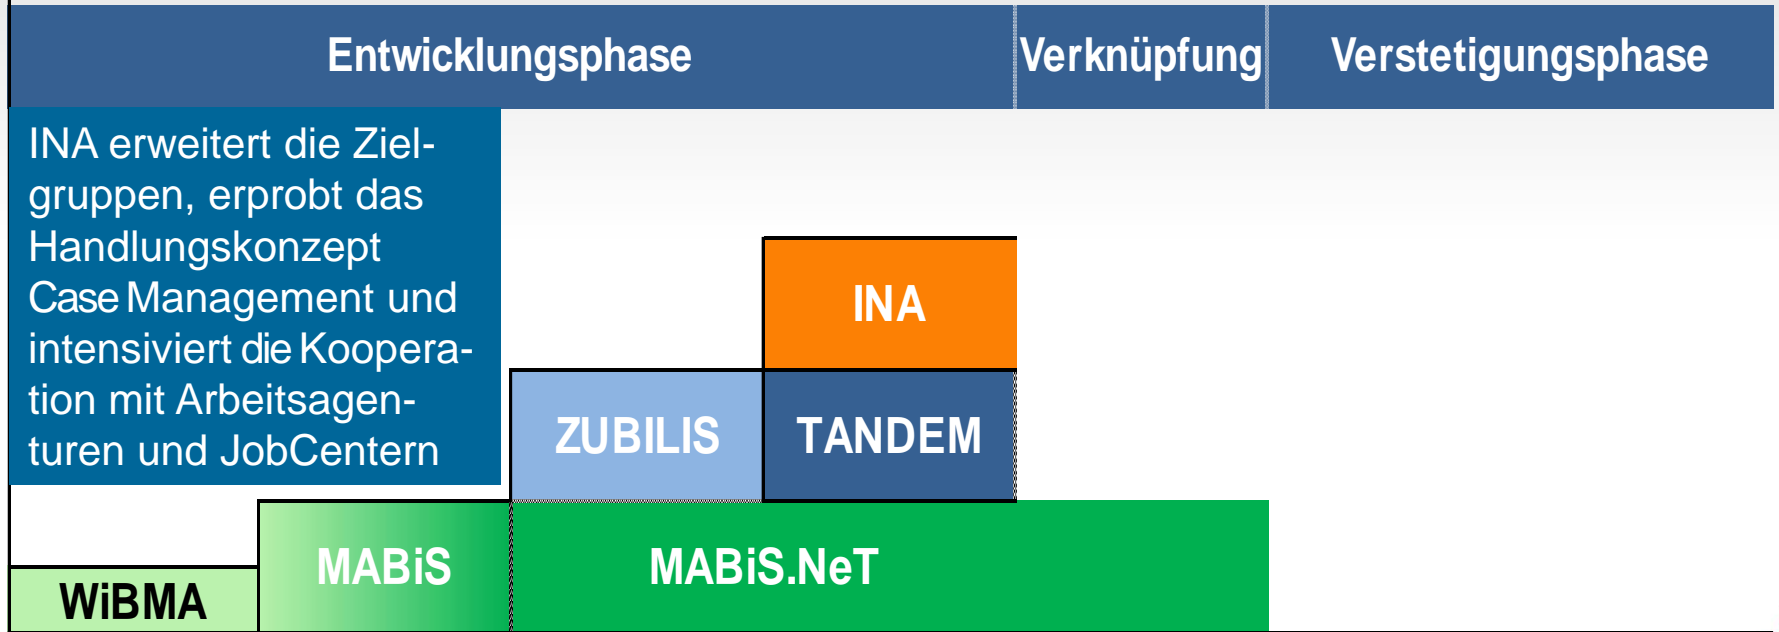 Entwicklungsphase Verknüpfung Verstetigungsphase
INA erweitert die Ziel-
gruppen, erprobt das
Handlungskonzept
Case Management und
intensiviert die Koopera-
tion mit Arbeitsagen-
turen und JobCentern
INA
ZUBILIS TANDEM
MABiS MABiS.NeT
WiBMA